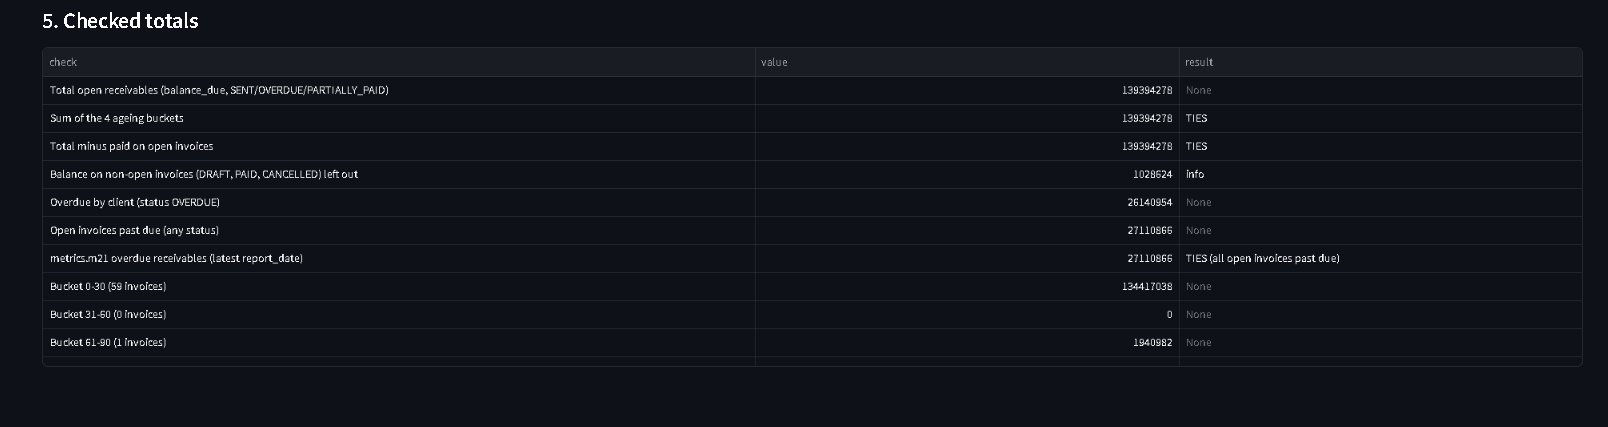 5. Checked totals
check value result
Total open receivables (balance_due, SENT/OVERDUE/PARTIALLY_PAID) 139394278 None
Sum of the 4 ageing buckets 139394278 TIES
Total minus paid on open invoices 139394278 TIES
Balance on non-open invoices (DRAFT, PAID, CANCELLED) left out 1028624 info
Overdue by client (status OVERDUE) 26140954 None
Open invoices past due (any status) 27110866 None
metrics.m21 overdue receivables (latest report_date) 27110866 TIES (all open invoices past due)
Bucket 0-30 (59 invoices) 134417038 None
Bucket 31-60 (0 invoices) 0 None
Bucket 61-90 (1 invoices) 1940982 None